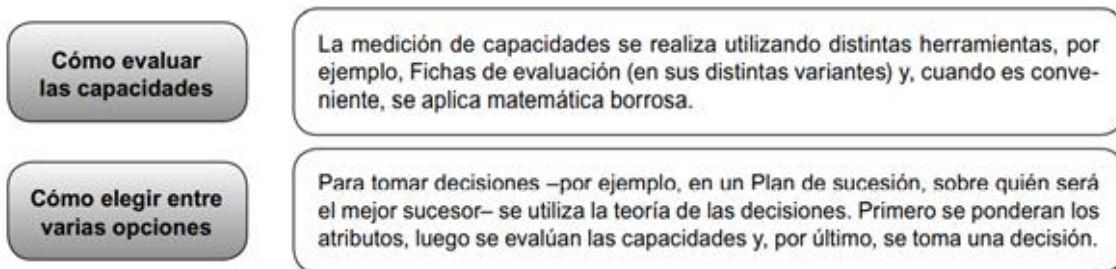 Cómo evaluar
las capacidades
La medición de capacidades se realiza utilizando distintas herramientas, por
ejemplo, Fichas de evaluación (en sus distintas variantes) y, cuando es conve-
niente, se aplica matemática borrosa.
Cómo elegir entre
varias opciones
Para tomar decisiones –por ejemplo, en un Plan de sucesión, sobre quién será
el mejor sucesor– se utiliza la teoría de las decisiones. Primero se ponderan los
atributos, luego se evalúan las capacidades y, por último, se toma una decisión.